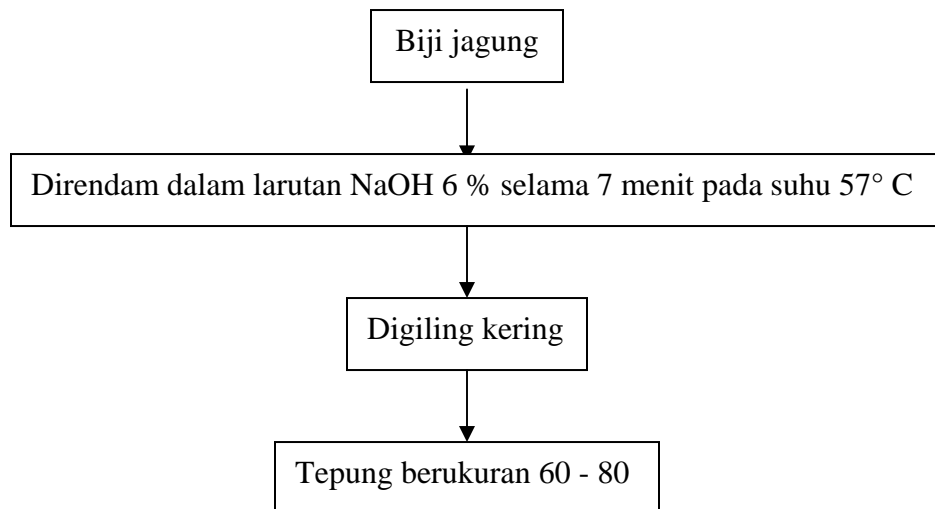 Biji jagung
Direndam dalam larutan NaOH 6 % selama 7 menit pada suhu 57° C
Digiling kering
Tepung berukuran 60 - 80